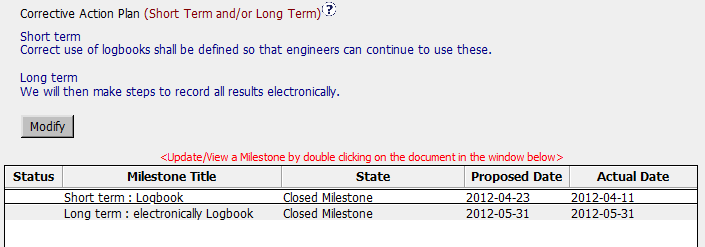 Corrective Action Plan (Short Term and/or Long Term) ?
Short term
Correct use of logbooks shall be defined so that engineers can continue to use these.
Long term
We will then make steps to record all results electronically.
Modify
<Update/View a Milestone by double clicking on the document in the window below>
Status Milestone Title State Proposed Date Actual Date
Short term : Logbook Closed Milestone 2012-04-23 2012-04-11
Long term : electronically Logbook Closed Milestone 2012-05-31 2012-05-31